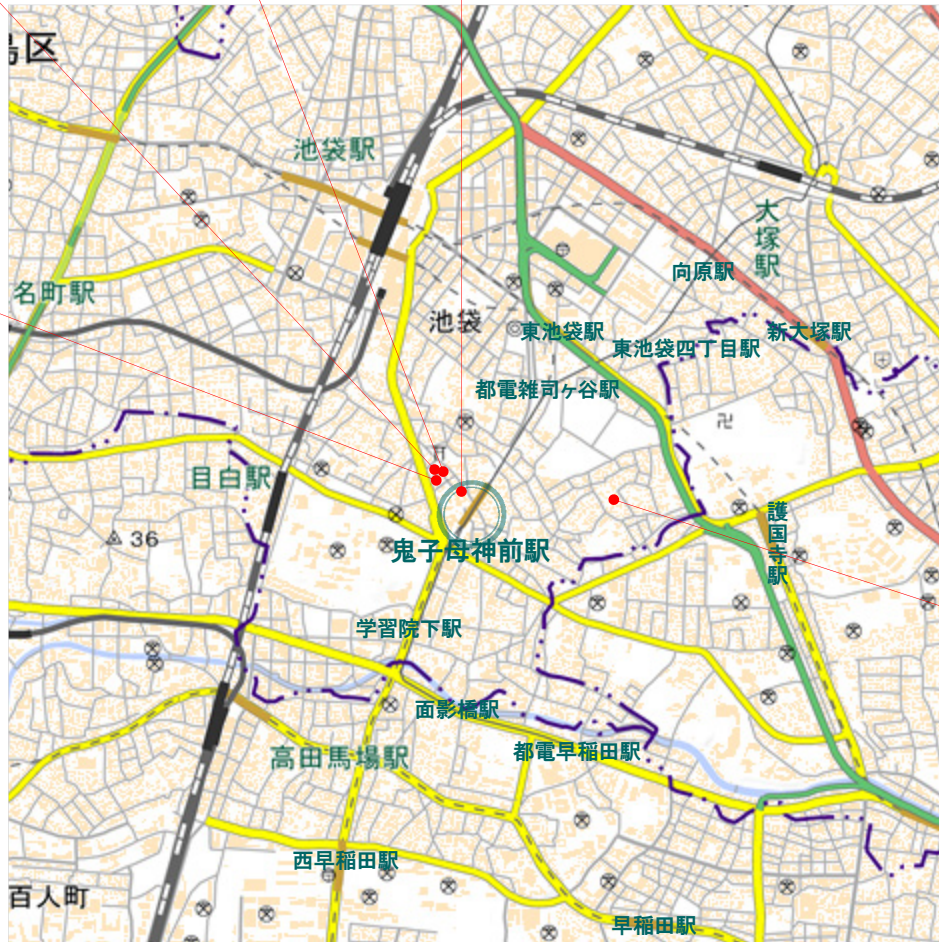 島区
池袋駅
大塚駅
向原駅
名町駅
池袋
東池袋駅
新大塚駅
東池袋四丁目駅
都電雑司ヶ谷駅
目白駅
護国寺駅
36
鬼子母神前駅
学習院下駅
面影橋駅
都電早稲田駅
高田馬場駅
西早稲田駅
百人町
早稲田駅